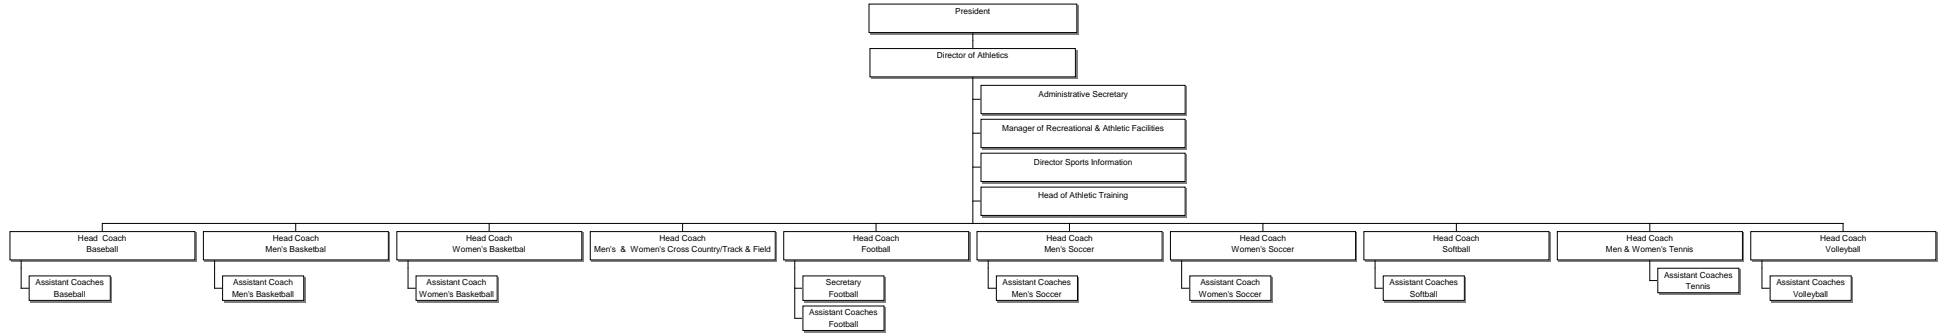 President
Director of Athletics
Administrative Secretary
Manager of Recreational & Athletic Facilities
Director Sports Information
Head of Athletic Training
Head Coach
Baseball
Head Coach
Men's Basketbal
Head Coach
Women's Basketbal
Head Coach
Men's & Women's Cross Country/Track & Field
Head Coach
Football
Head Coach
Men's Soccer
Head Coach
Women's Soccer
Head Coach
Softball
Head Coach
Men & Women's Tennis
Head Coach
Volleyball
Assistant Coaches
Baseball
Assistant Coach
Men's Basketball
Assistant Coach
Women's Basketball
Secretary
Football
Assistant Coaches
Football
Assistant Coaches
Men's Soccer
Assistant Coach
Women's Soccer
Assistant Coaches
Softball
Assistant Coaches
Tennis
Assistant Coaches
Volleyball